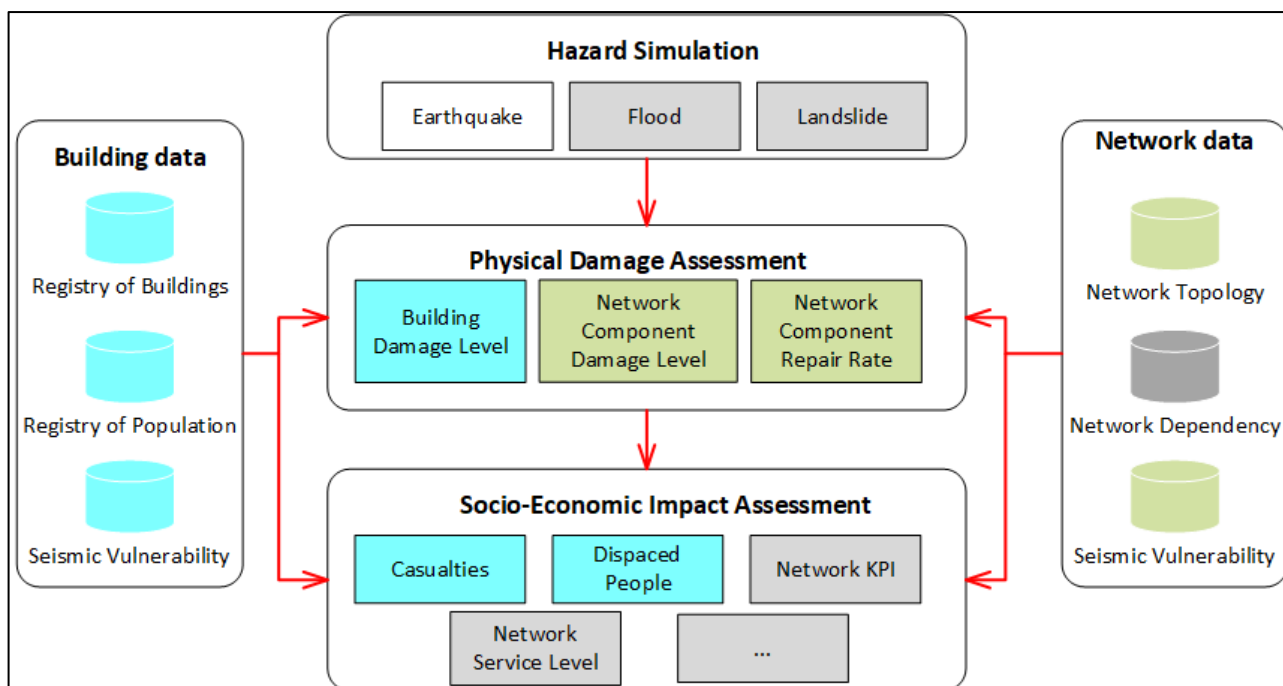 Hazard Simulation
Earthquake
Flood
Landslide
Building data
Registry of Buildings
Registry of Population
Seismic Vulnerability
Physical Damage Assessment
Building
Damage Level
Network
Component
Damage Level
Network
Component
Repair Rate
Socio-Economic Impact Assessment
Casualties
Dispaced
People
Network KPI
Network
Service Level
...
Network data
Network Topology
Network Dependency
Seismic Vulnerability